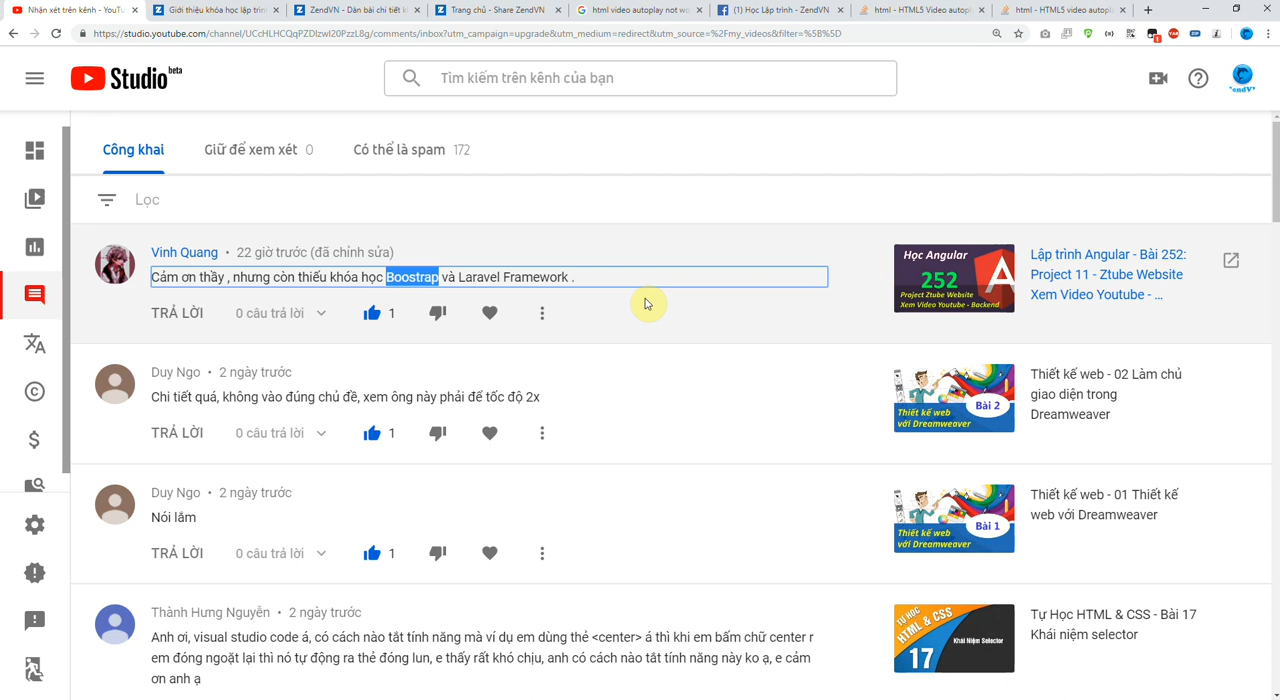 Nhận xét trên kênh - YouTu
Giới thiệu khóa học lập trìn
ZendVN - Dàn bài chi tiết k
Trang chủ - Share ZendVN
html video autoplay not wo
(1) Học Lập trình - ZendVN
html - HTML5 Video autopl
html - HTML5 video autopl
https://studio.youtube.com/channel/UCcHLHCQqPZDlzwI20PzzL8g/comments/inbox?utm_campaign=upgrade&utm_medium=redirect&utm_source=%2Fmy_videos&filter=%5B%5D
Studio beta
Tìm kiếm trên kênh của bạn
Công khai
Giữ để xem xét 0
Có thể là spam 172
Lọc
Vinh Quang • 22 giờ trước (đã chỉnh sửa)
Cảm ơn thầy , nhưng còn thiếu khóa học Boostrap và Laravel Framework .
TRẢ LỜI 0 câu trả lời 1
Học Angular
252
Project Ztube Website
Xem Video Youtube - Backend
Lập trình Angular - Bài 252:
Project 11 - Ztube Website
Xem Video Youtube - ...
Duy Ngo • 2 ngày trước
Chi tiết quá, không vào đúng chủ đề, xem ông này phải để tốc độ 2x
TRẢ LỜI 0 câu trả lời 1
Bài 2
Thiết kế web
với Dreamweaver
Thiết kế web - 02 Làm chủ
giao diện trong
Dreamweaver
Duy Ngo • 2 ngày trước
Nói lắm
TRẢ LỜI 0 câu trả lời 1
Bài 1
Thiết kế web
với Dreamweaver
Thiết kế web - 01 Thiết kế
web với Dreamweaver
Thành Hưng Nguyễn • 2 ngày trước
Anh ơi, visual studio code á, có cách nào tắt tính năng mà ví dụ em dùng thẻ <center> á thì khi em bấm chữ center r
em đóng ngoặt lại thì nó tự động ra thẻ đóng lun, e thấy rất khó chịu, anh có cách nào tắt tính năng này ko ạ, e cảm
ơn anh ạ
TỰ HỌC
HTML & CSS
17
Khái Niệm Selector
Tự Học HTML & CSS - Bài 17
Khái niệm selector